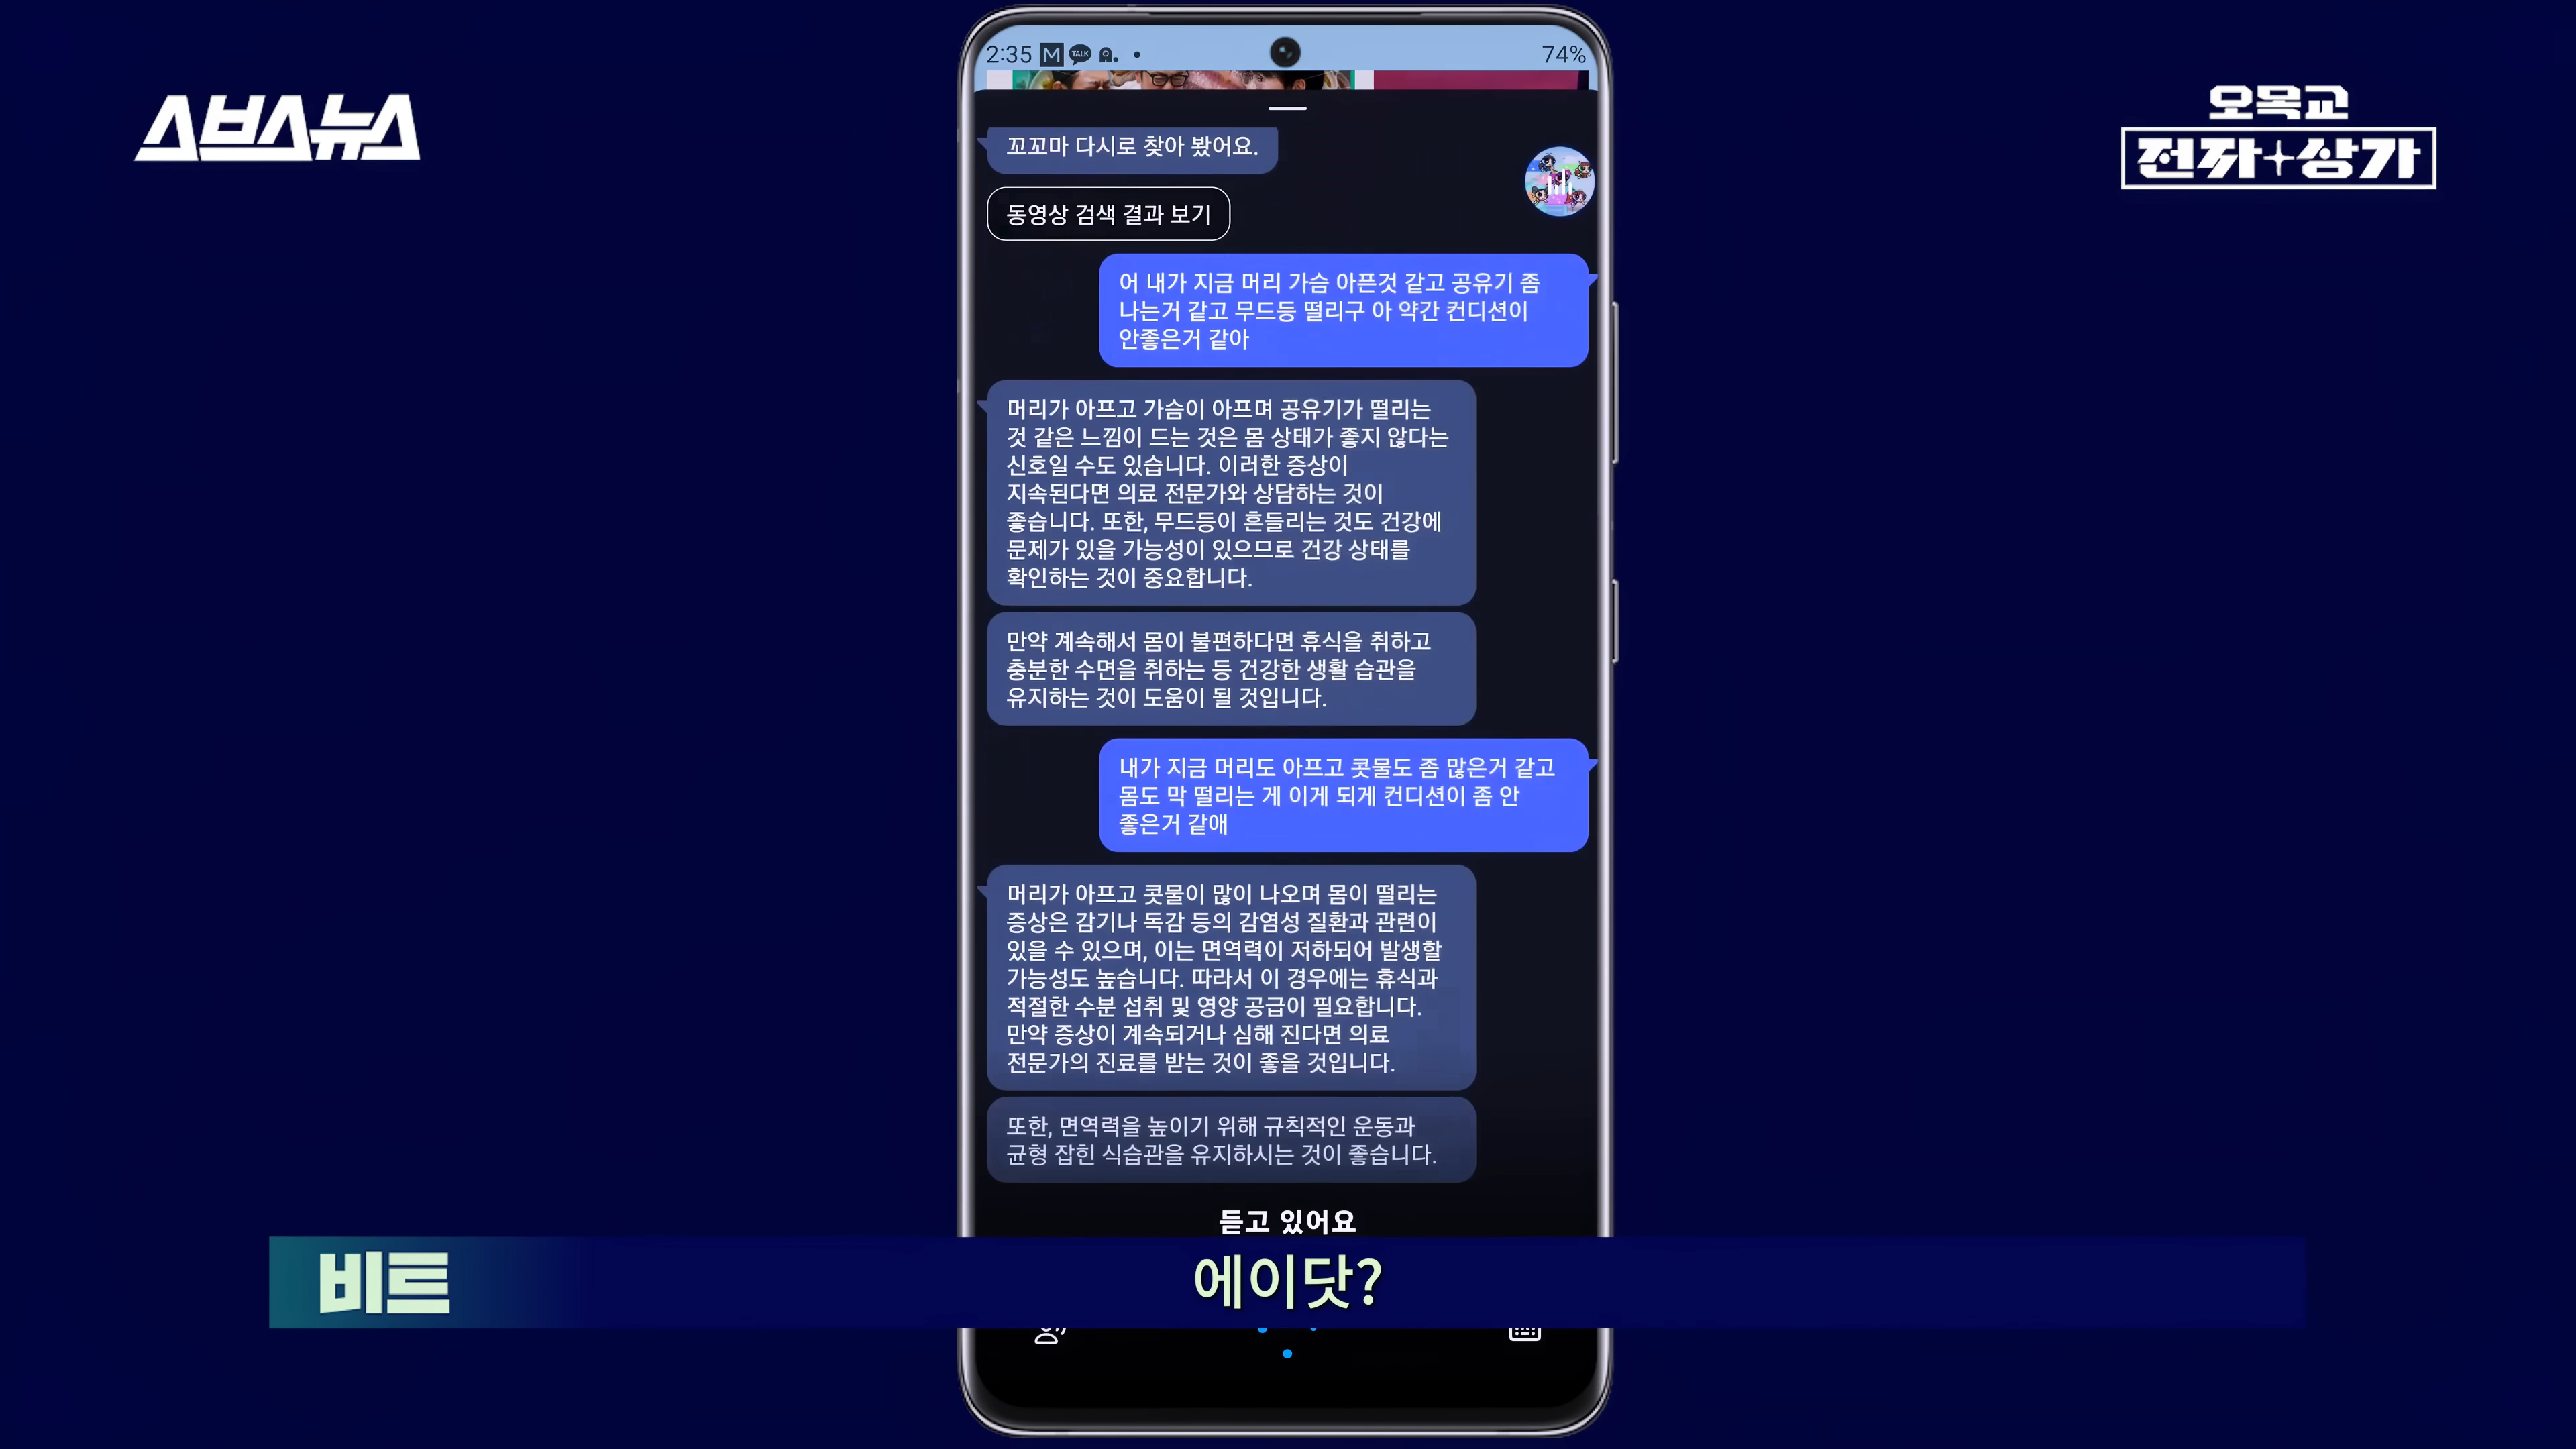 스브스뉴스
오목교
전자상가
2:35
M
TALK
74%
꼬꼬마 다시로 찾아 봤어요.
동영상 검색 결과 보기
어 내가 지금 머리 가슴 아픈것 같고 공유기 좀
나는거 같고 무드등 떨리구 아 약간 컨디션이
안좋은거 같아
머리가 아프고 가슴이 아프며 공유기가 떨리는
것 같은 느낌이 드는 것은 몸 상태가 좋지 않다는
신호일 수도 있습니다. 이러한 증상이
지속된다면 의료 전문가와 상담하는 것이
좋습니다. 또한, 무드등이 흔들리는 것도 건강에
문제가 있을 가능성이 있으므로 건강 상태를
확인하는 것이 중요합니다.
만약 계속해서 몸이 불편하다면 휴식을 취하고
충분한 수면을 취하는 등 건강한 생활 습관을
유지하는 것이 도움이 될 것입니다.
내가 지금 머리도 아프고 콧물도 좀 많은거 같고
몸도 막 떨리는 게 이게 되게 컨디션이 좀 안
좋은거 같애
머리가 아프고 콧물이 많이 나오며 몸이 떨리는
증상은 감기나 독감 등의 감염성 질환과 관련이
있을 수 있으며, 이는 면역력이 저하되어 발생할
가능성도 높습니다. 따라서 이 경우에는 휴식과
적절한 수분 섭취 및 영양 공급이 필요합니다.
만약 증상이 계속되거나 심해 진다면 의료
전문가의 진료를 받는 것이 좋을 것입니다.
또한, 면역력을 높이기 위해 규칙적인 운동과
균형 잡힌 식습관을 유지하시는 것이 좋습니다.
듣고 있어요
비트
에이닷?